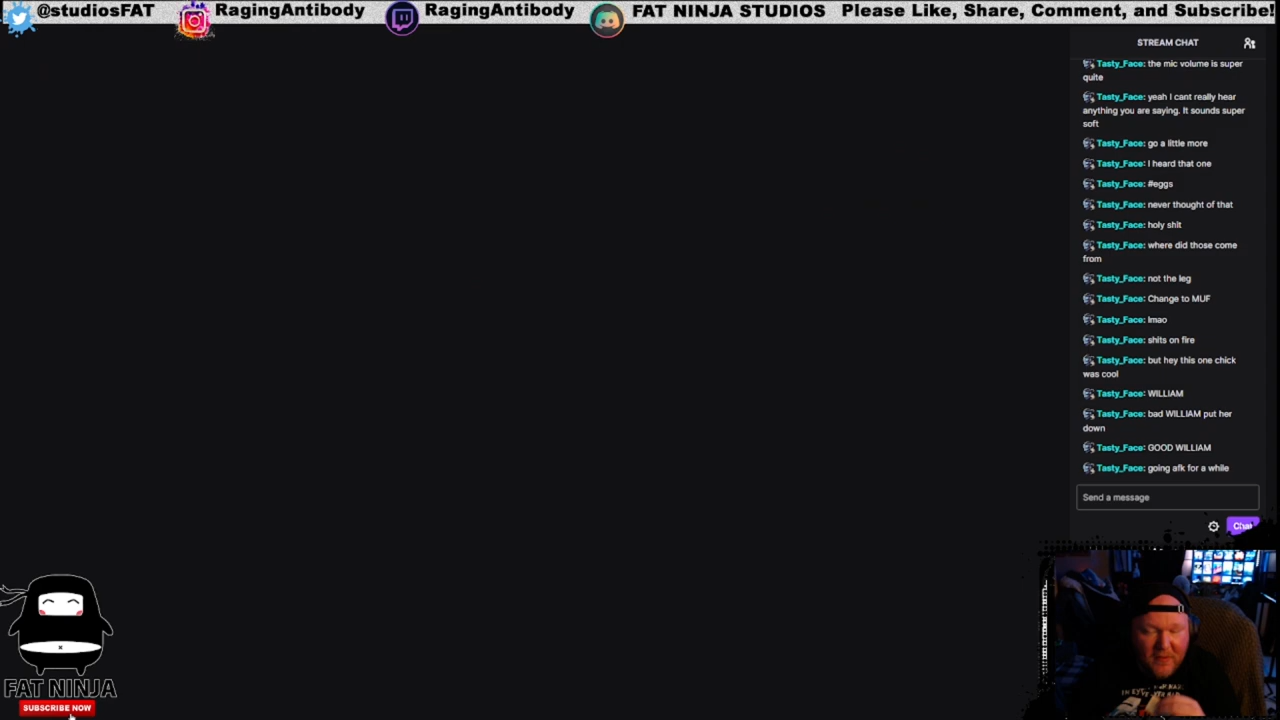 @studiosFAT RagingAntibody RagingAntibody FAT NINJA STUDIOS Please Like, Share, Comment, and Subscribe!
STREAM CHAT
Tasty_Face: the mic volume is super
quite
Tasty_Face: yeah I cant really hear
anything you are saying. It sounds super
soft
Tasty_Face: go a little more
Tasty_Face: I heard that one
Tasty_Face: #eggs
Tasty_Face: never thought of that
Tasty_Face: holy shit
Tasty_Face: where did those come
from
Tasty_Face: not the leg
Tasty_Face: Change to MUF
Tasty_Face: lmao
Tasty_Face: shits on fire
Tasty_Face: but hey this one chick
was cool
Tasty_Face: WILLIAM
Tasty_Face: bad WILLIAM put her
down
Tasty_Face: GOOD WILLIAM
Tasty_Face: going afk for a while
Send a message
Chat
FAT NINJA
SUBSCRIBE NOW